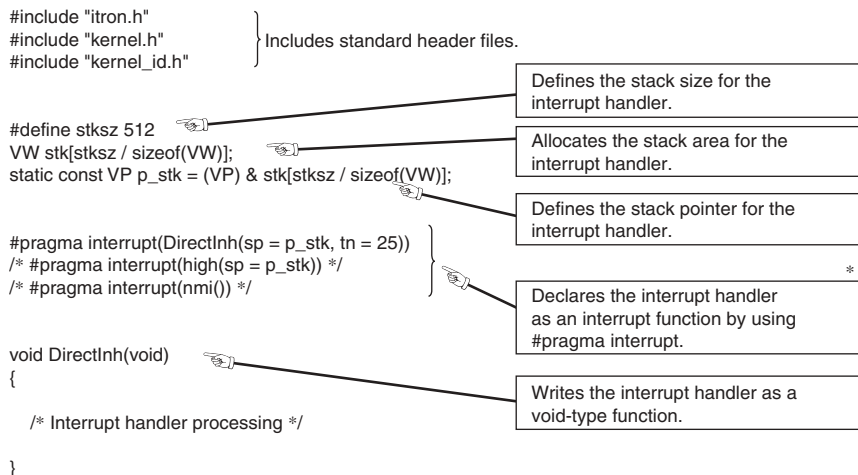 #include "itron.h"
#include "kernel.h"
#include "kernel_id.h"
Includes standard header files.
Defines the stack size for the
interrupt handler.
#define stksz 512
VW stk[stksz / sizeof(VW)];
static const VP p_stk = (VP) & stk[stksz / sizeof(VW)];
Allocates the stack area for the
interrupt handler.
Defines the stack pointer for the
interrupt handler.
#pragma interrupt(DirectInh(sp = p_stk, tn = 25))
/* #pragma interrupt(high(sp = p_stk)) */
/* #pragma interrupt(nmi()) */
*
Declares the interrupt handler
as an interrupt function by using
#pragma interrupt.
void DirectInh(void)
{
/* Interrupt handler processing */
}
Writes the interrupt handler as a
void-type function.